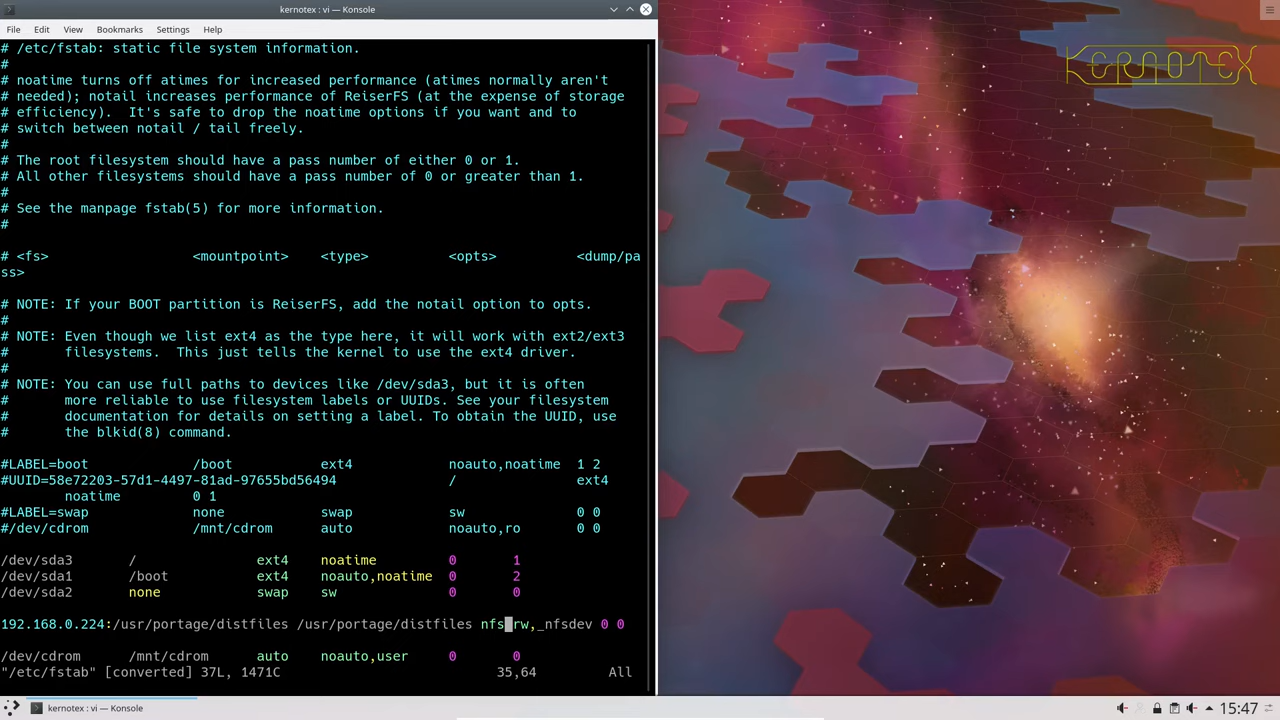 kernotex : vi — Konsole
File Edit View Bookmarks Settings Help
# /etc/fstab: static file system information.
#
# noatime turns off atimes for increased performance (atimes normally aren't
# needed); notail increases performance of ReiserFS (at the expense of storage
# efficiency).  It's safe to drop the noatime options if you want and to
# switch between notail / tail freely.
#
# The root filesystem should have a pass number of either 0 or 1.
# All other filesystems should have a pass number of 0 or greater than 1.
#
# See the manpage fstab(5) for more information.
#
# <fs>                  <mountpoint>    <type>          <opts>          <dump/pa
ss>
# NOTE: If your BOOT partition is ReiserFS, add the notail option to opts.
#
# NOTE: Even though we list ext4 as the type here, it will work with ext2/ext3
#       filesystems.  This just tells the kernel to use the ext4 driver.
#
# NOTE: You can use full paths to devices like /dev/sda3, but it is often
#       more reliable to use filesystem labels or UUIDs. See your filesystem
#       documentation for details on setting a label. To obtain the UUID, use
#       the blkid(8) command.
#LABEL=boot             /boot           ext4            noauto,noatime  1 2
#UUID=58e72203-57d1-4497-81ad-97655bd56494              /               ext4
        noatime         0 1
#LABEL=swap             none            swap            sw              0 0
#/dev/cdrom             /mnt/cdrom      auto            noauto,ro       0 0
/dev/sda3       /               ext4    noatime         0       1
/dev/sda1       /boot           ext4    noauto,noatime  0       2
/dev/sda2       none            swap    sw              0       0
192.168.0.224:/usr/portage/distfiles /usr/portage/distfiles nfs rw,_nfsdev 0 0
/dev/cdrom      /mnt/cdrom      auto    noauto,user     0       0
"/etc/fstab" [converted] 37L, 1471C                           35,64         All
KERNOTEX
kernotex : vi — Konsole
15:47